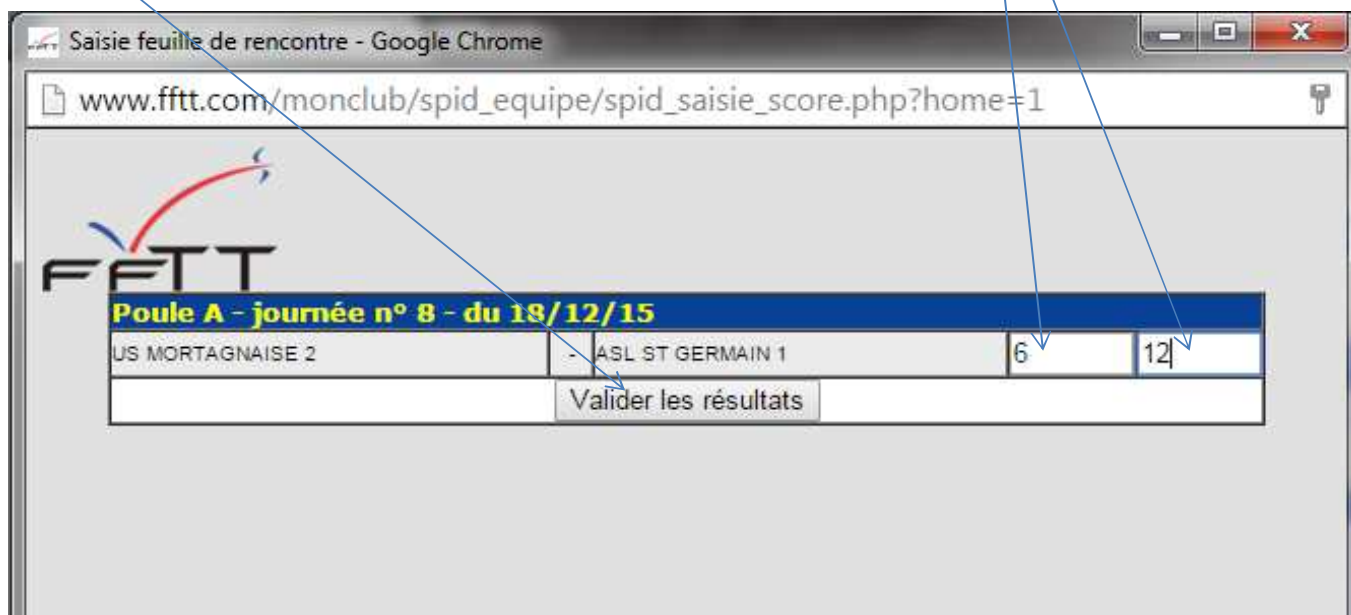 Saisie feuille de rencontre - Google Chrome
www.fftt.com/monclub/spid_equipe/spid_saisie_score.php?home=1
FFTT
Poule A - journée n° 8 - du 18/12/15
US MORTAGNAISE 2 - ASL ST GERMAIN 1 6 12
Valider les résultats